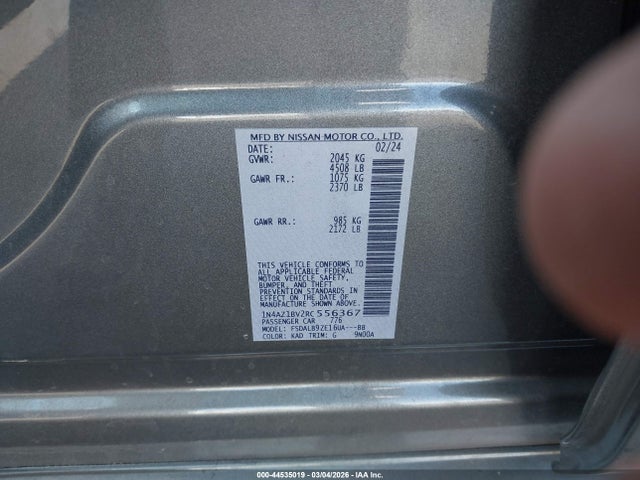 MFD BY NISSAN MOTOR CO., LTD.
DATE: 02/24
GVWR: 2045 KG
4508 LB
GAWR FR.: 1075 KG
2370 LB
GAWR RR.: 985 KG
2172 LB
THIS VEHICLE CONFORMS TO
ALL APPLICABLE FEDERAL
MOTOR VEHICLE SAFETY,
BUMPER, AND THEFT
PREVENTION STANDARDS IN
EFFECT ON THE DATE OF
MANUFACTURE SHOWN ABOVE.
1N4AZ1BV2RC556367
PASSENGER CAR 776
MODEL: FSDALB9ZE16UA---BB
COLOR: KAD TRIM: G 9N00A
000-44535019 - 03/04/2026 - IAA Inc.